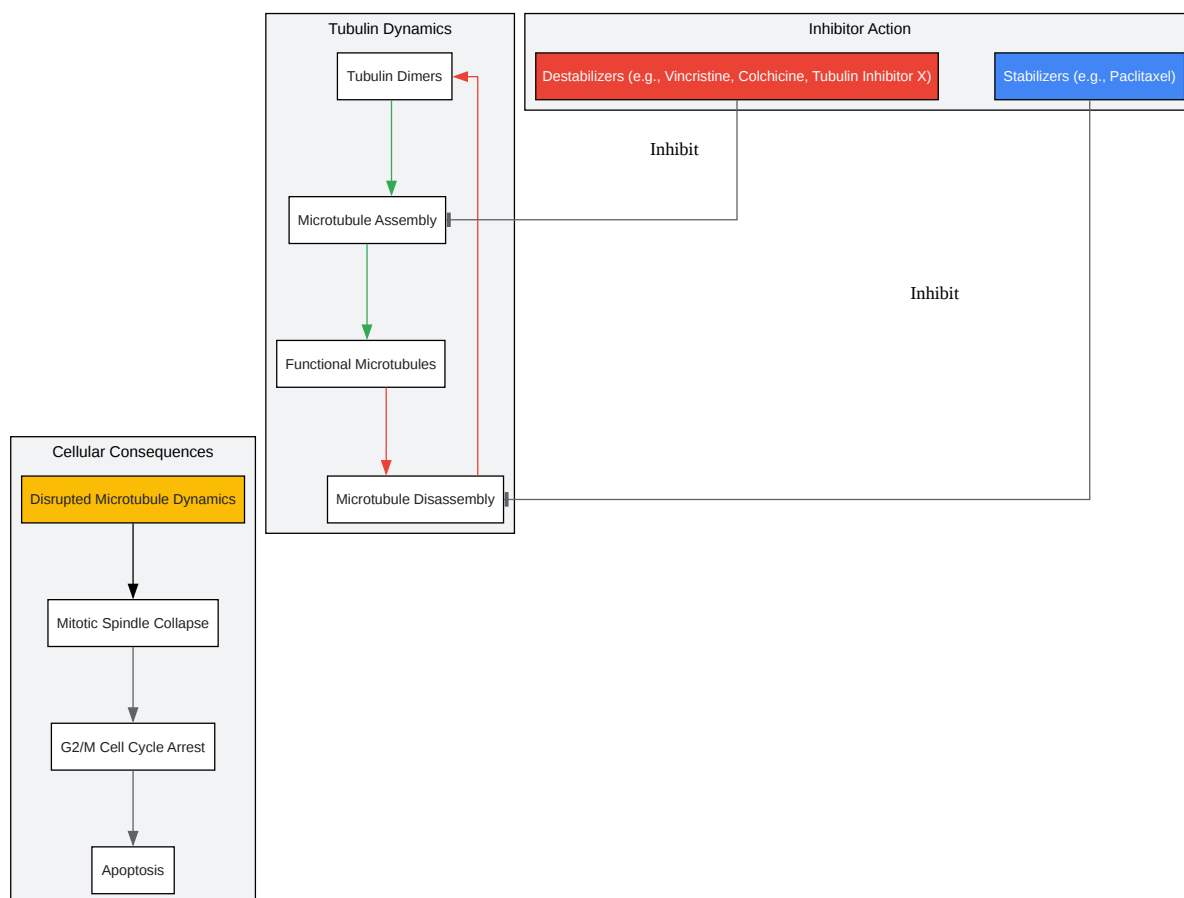 Tubulin Dynamics
Inhibitor Action
Tubulin Dimers
Destabilizers (e.g., Vincristine, Colchicine, Tubulin Inhibitor X)
Stabilizers (e.g., Paclitaxel)
Inhibit
Microtubule Assembly
Inhibit
Functional Microtubules
Cellular Consequences
Disrupted Microtubule Dynamics
Microtubule Disassembly
Mitotic Spindle Collapse
G2/M Cell Cycle Arrest
Apoptosis